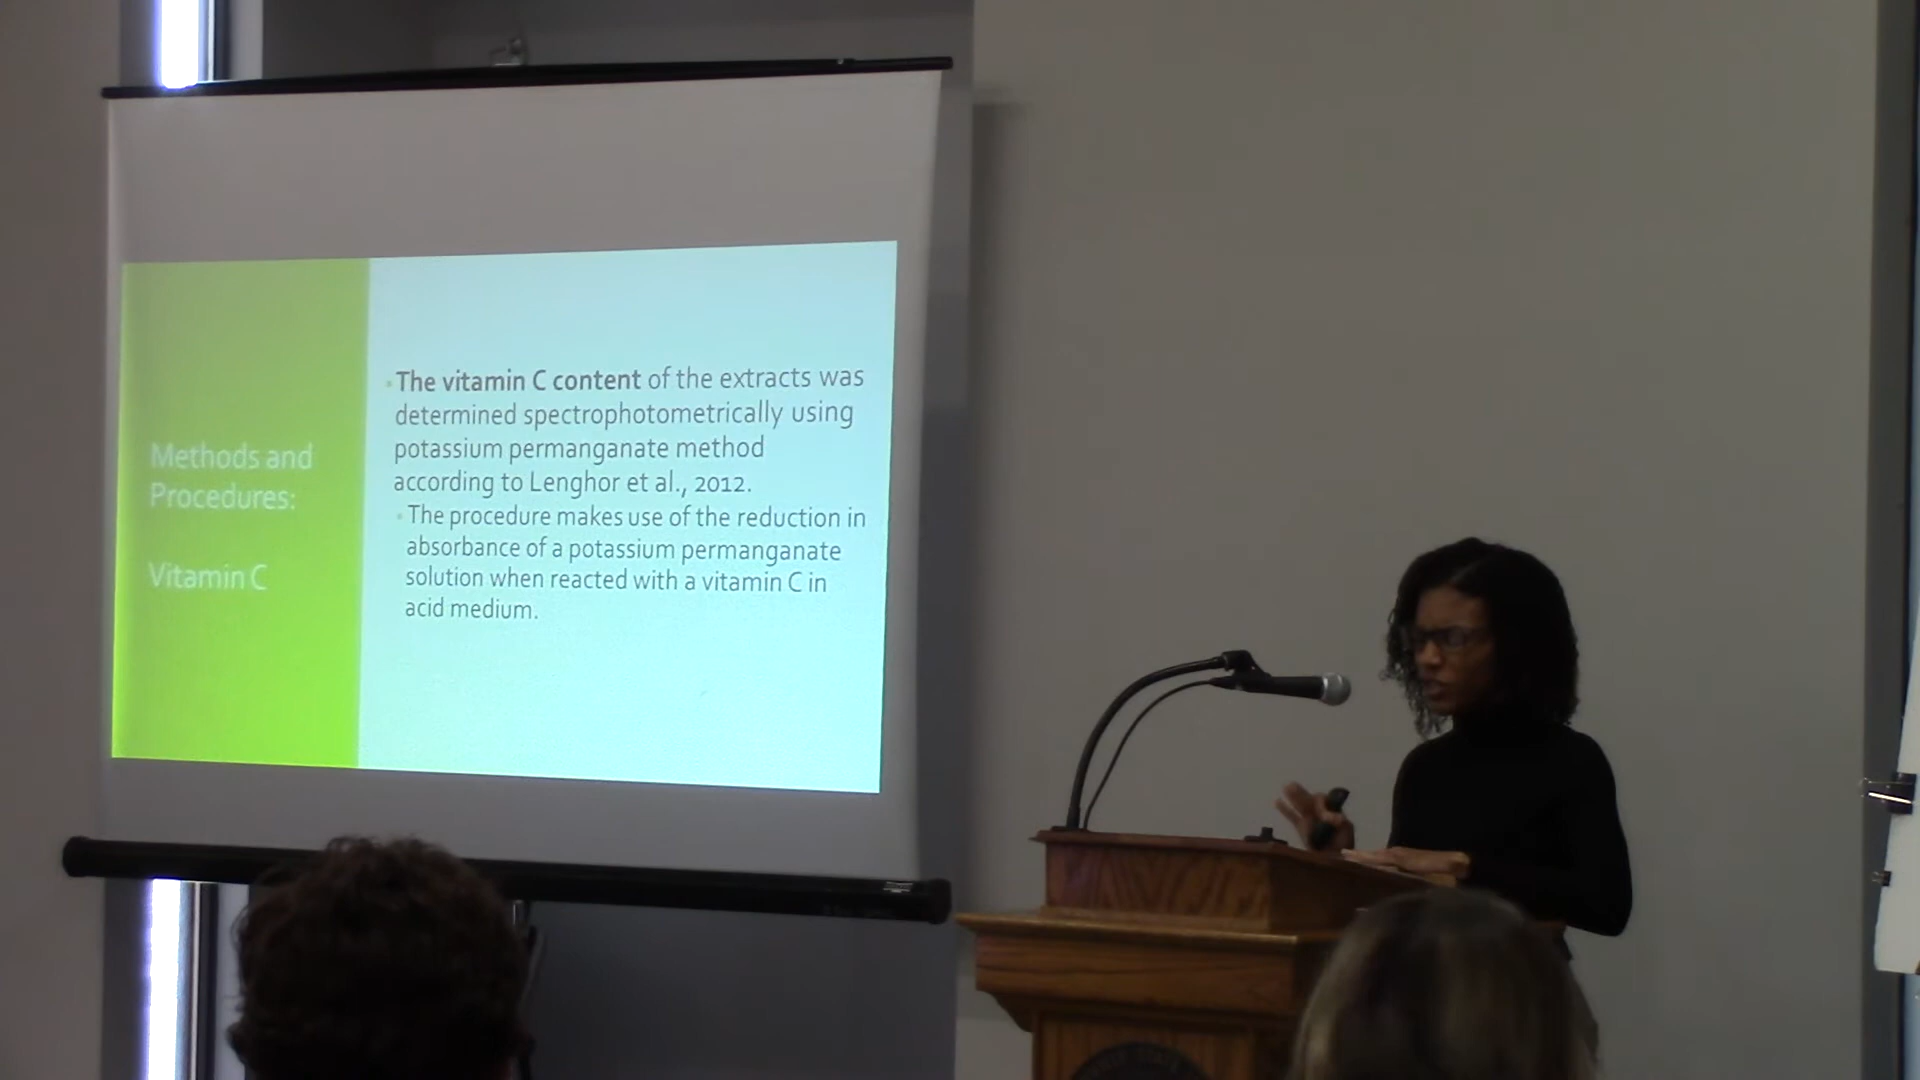 Methods and
Procedures:
Vitamin C
The vitamin C content of the extracts was
determined spectrophotometrically using
potassium permanganate method
according to Lenghor et al., 2012.
The procedure makes use of the reduction in
absorbance of a potassium permanganate
solution when reacted with a vitamin C in
acid medium.